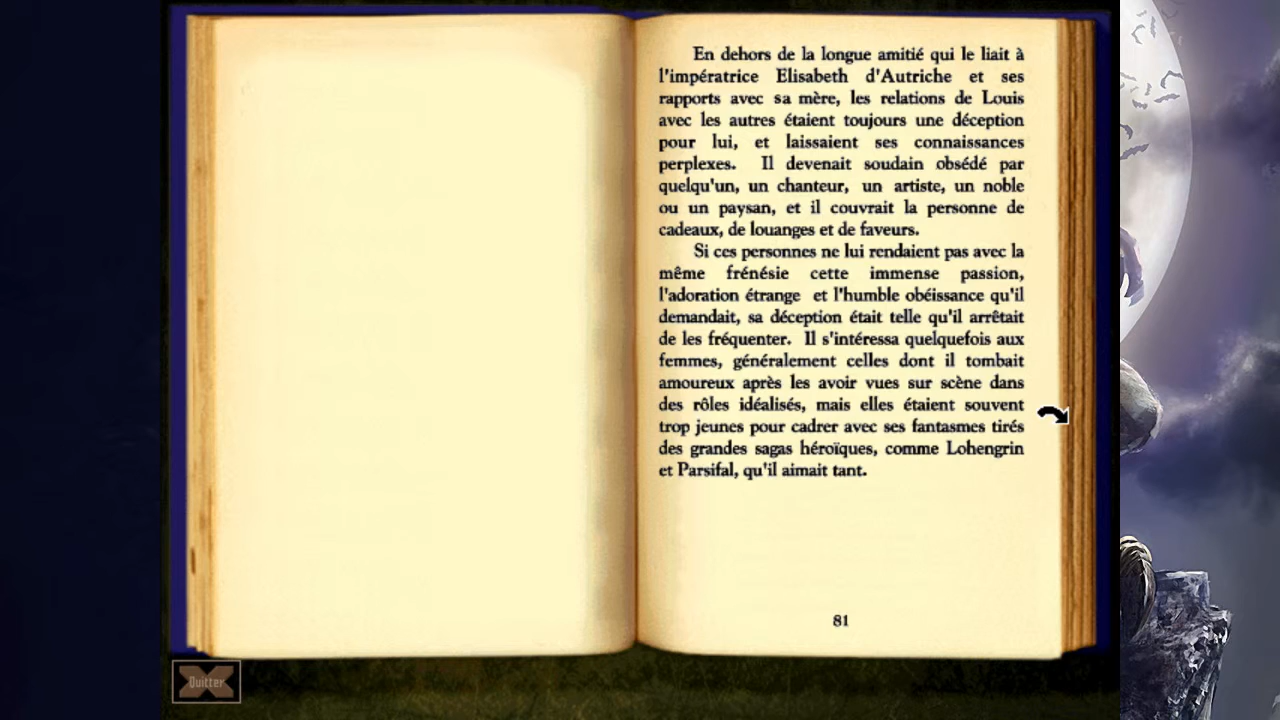 En dehors de la longue amitié qui le liait à
l'impératrice Elisabeth d'Autriche et ses
rapports avec sa mère, les relations de Louis
avec les autres étaient toujours une déception
pour lui, et laissaient ses connaissances
perplexes. Il devenait soudain obsédé par
quelqu'un, un chanteur, un artiste, un noble
ou un paysan, et il couvrait la personne de
cadeaux, de louanges et de faveurs.
Si ces personnes ne lui rendaient pas avec la
même frénésie cette immense passion,
l'adoration étrange et l'humble obéissance qu'il
demandait, sa déception était telle qu'il arrêtait
de les fréquenter. Il s'intéressa quelquefois aux
femmes, généralement celles dont il tombait
amoureux après les avoir vues sur scène dans
des rôles idéalisés, mais elles étaient souvent
trop jeunes pour cadrer avec ses fantasmes tirés
des grandes sagas héroïques, comme Lohengrin
et Parsifal, qu'il aimait tant.
81
Quitter